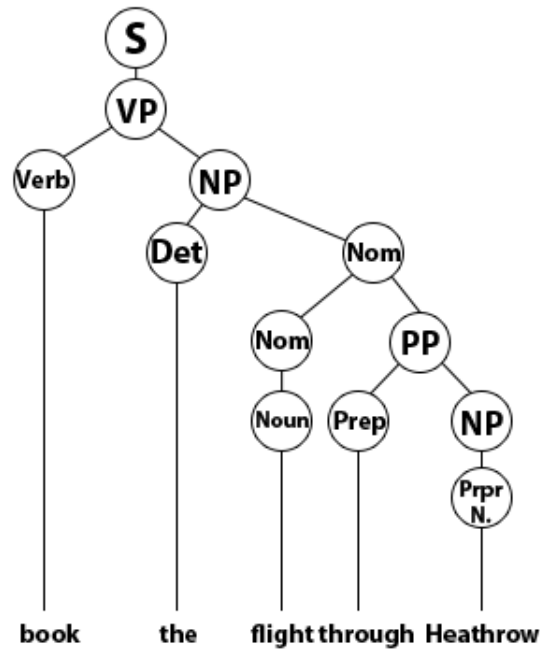 S
VP
Verb
NP
Det
Nom
Nom
PP
Noun
Prep
NP
Prpr
N.
book the flight through Heathrow